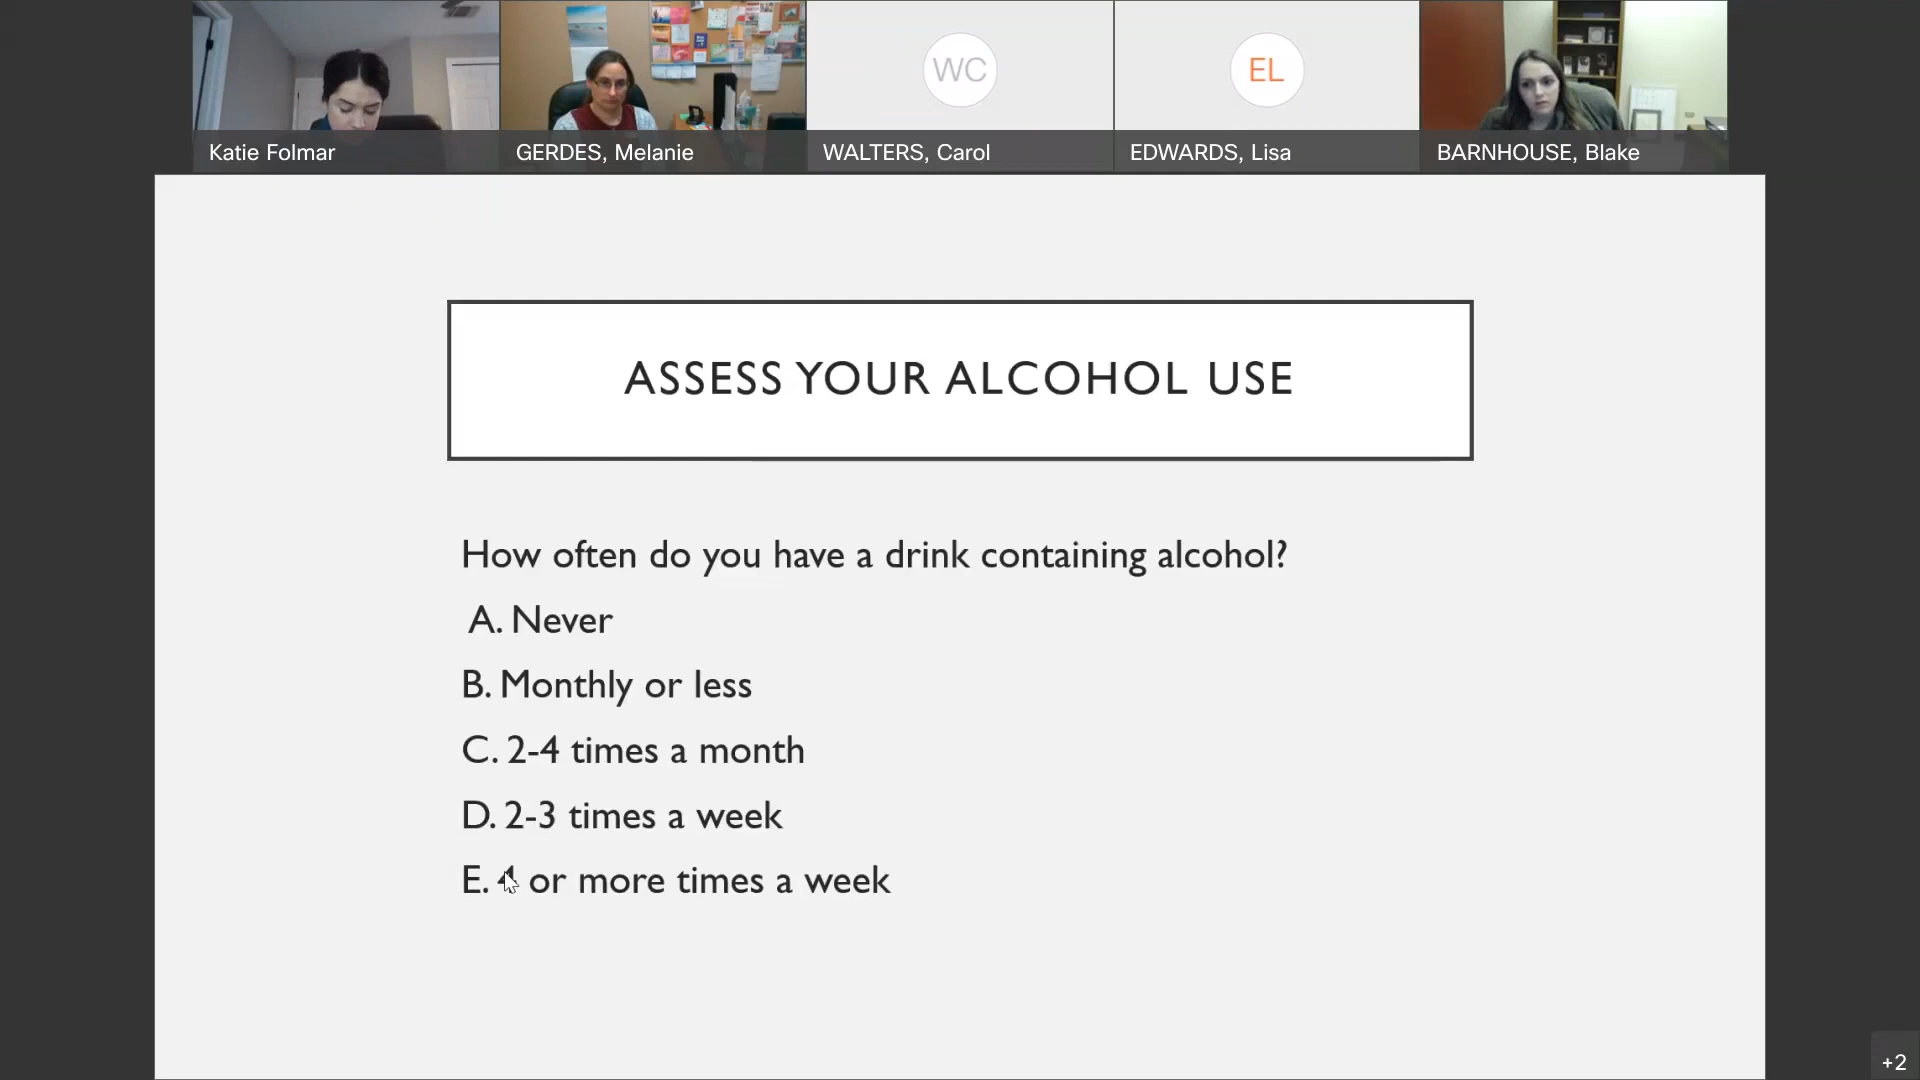 WC
EL
Katie Folmar
GERDES, Melanie
WALTERS, Carol
EDWARDS, Lisa
BARNHOUSE, Blake
ASSESS YOUR ALCOHOL USE
How often do you have a drink containing alcohol?
A. Never
B. Monthly or less
C. 2-4 times a month
D. 2-3 times a week
E. 4 or more times a week
+2